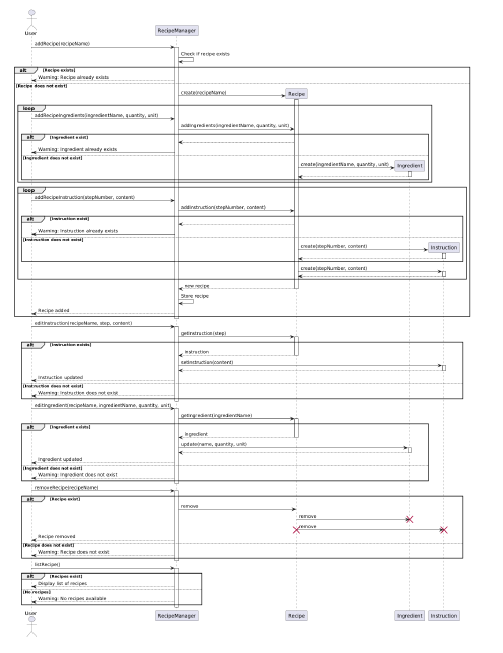 User
RecipeManager
addRecipe(recipeName)
Check if recipe exists
alt [Recipe exists]
Warning: Recipe already exists
[Recipe does not exist]
create(recipeName)
Recipe
loop
addRecipeIngredients(ingredientName, quantity, unit)
addIngredients(ingredientName, quantity, unit)
alt [Ingredient exist]
Warning: Ingredient already exists
[Ingredient does not exist]
create(ingredientName, quantity, unit)
Ingredient
loop
addRecipeInstruction(stepNumber, content)
addInstruction(stepNumber, content)
alt [Instruction exist]
Warning: Instruction already exists
[Instruction does not exist]
create(stepNumber, content)
Instruction
create(stepNumber, content)
new recipe
Store recipe
Recipe added
editInstruction(recipeName, step, content)
getInstruction(step)
alt [Instruction exists]
instruction
setInstruction(content)
Instruction updated
[Instruction does not exist]
Warning: Instruction does not exist
editIngredient(recipeName, ingredientName, quantity, unit)
getIngredient(ingredientName)
alt [Ingredient exists]
ingredient
update(name, quantity, unit)
Ingredient updated
[Ingredient does not exist]
Warning: Ingredient does not exist
removeRecipe(recipeName)
alt [Recipe exist]
remove
remove
remove
Recipe removed
[Recipe does not exist]
Warning: Recipe does not exist
listRecipe()
alt [Recipes exist]
Display list of recipes
[No recipes]
Warning: No recipes available
User
RecipeManager
Recipe
Ingredient
Instruction